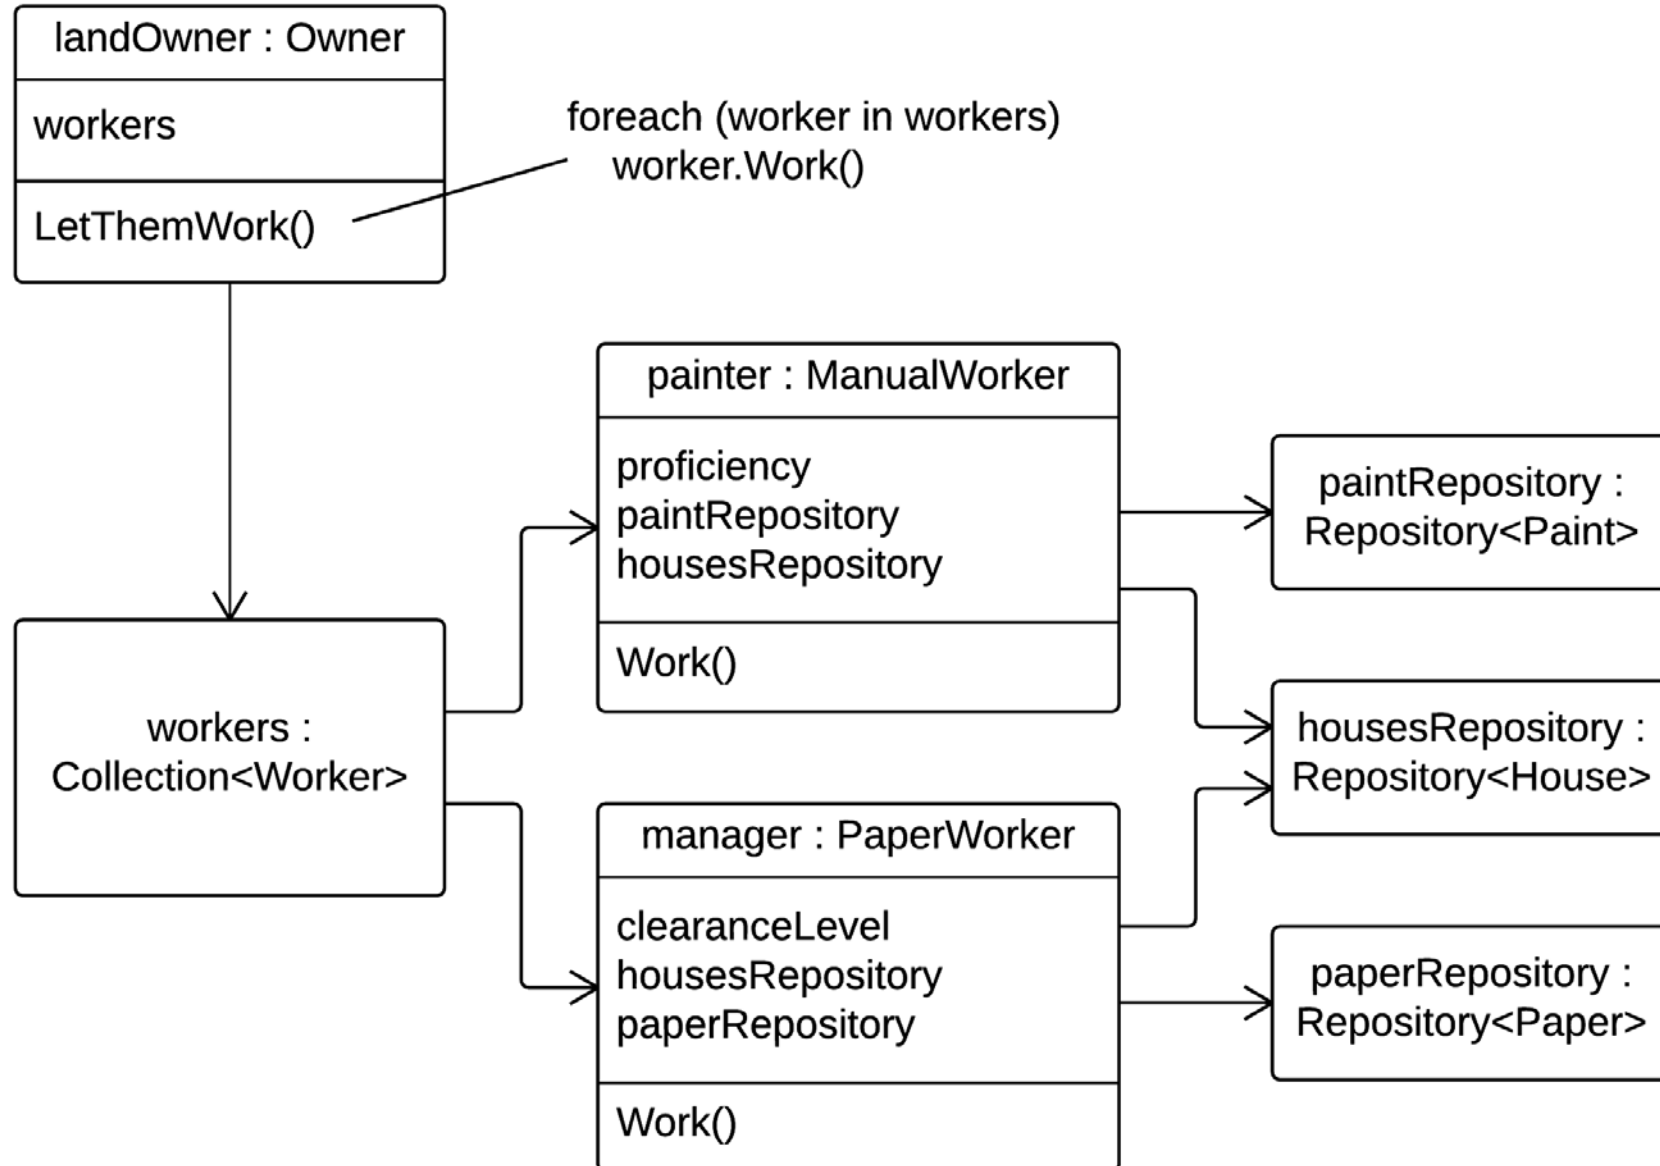 landOwner : Owner
workers
LetThemWork()
foreach (worker in workers)
worker.Work()
workers :
Collection<Worker>
painter : ManualWorker
proficiency
paintRepository
housesRepository
Work()
manager : PaperWorker
clearanceLevel
housesRepository
paperRepository
Work()
paintRepository :
Repository<Paint>
housesRepository :
Repository<House>
paperRepository :
Repository<Paper>